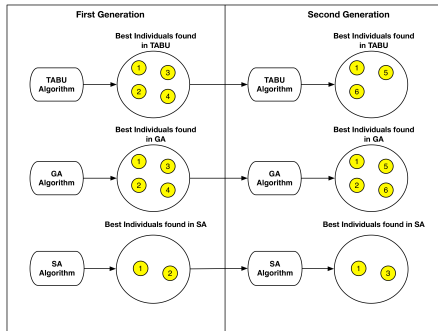 First Generation
Second Generation
Best Individuals found
in TABU
Best Individuals found
in TABU
TABU
Algorithm
1
3
2
4
TABU
Algorithm
1
5
6
Best Individuals found
in GA
Best Individuals found
in GA
GA
Algorithm
1
3
2
4
GA
Algorithm
1
5
2
6
Best Individuals found in SA
Best Individuals found in SA
SA
Algorithm
1
2
SA
Algorithm
1
3